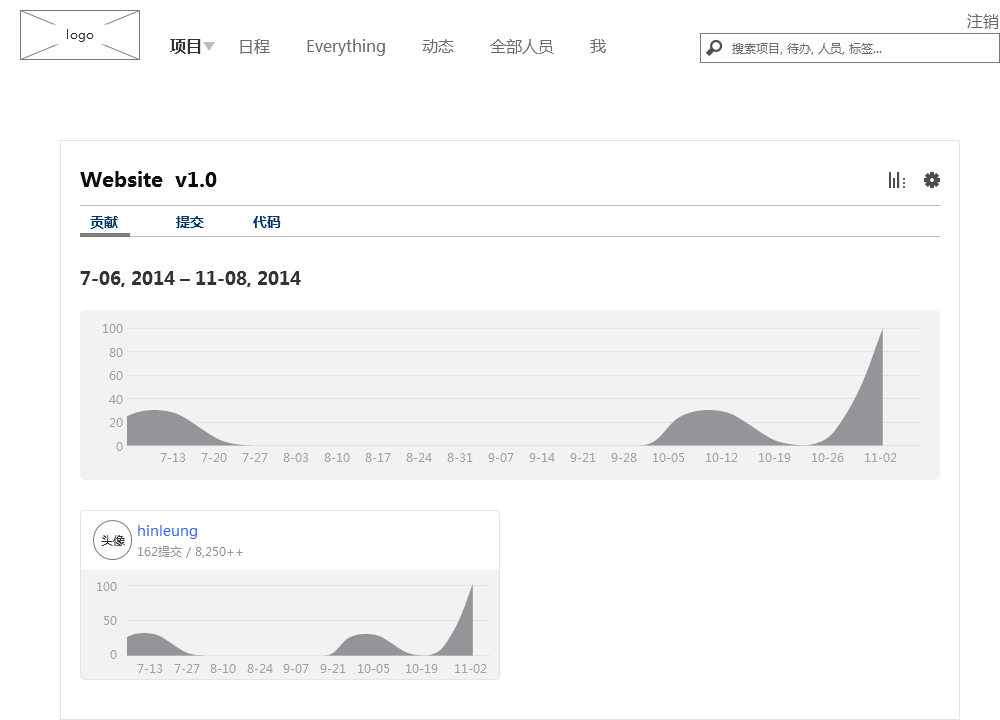 logo
注销
项目 日程 Everything 动态 全部人员 我
搜索项目, 待办, 人员, 标签...
Website v1.0
贡献 提交 代码
7-06, 2014 – 11-08, 2014
100
80
60
40
20
0
7-13 7-20 7-27 8-03 8-10 8-17 8-24 8-31 9-07 9-14 9-21 9-28 10-05 10-12 10-19 10-26 11-02
头像
hinleung
162提交 / 8,250++
100
50
0
7-13 7-27 8-10 8-24 9-07 9-21 10-05 10-19 11-02